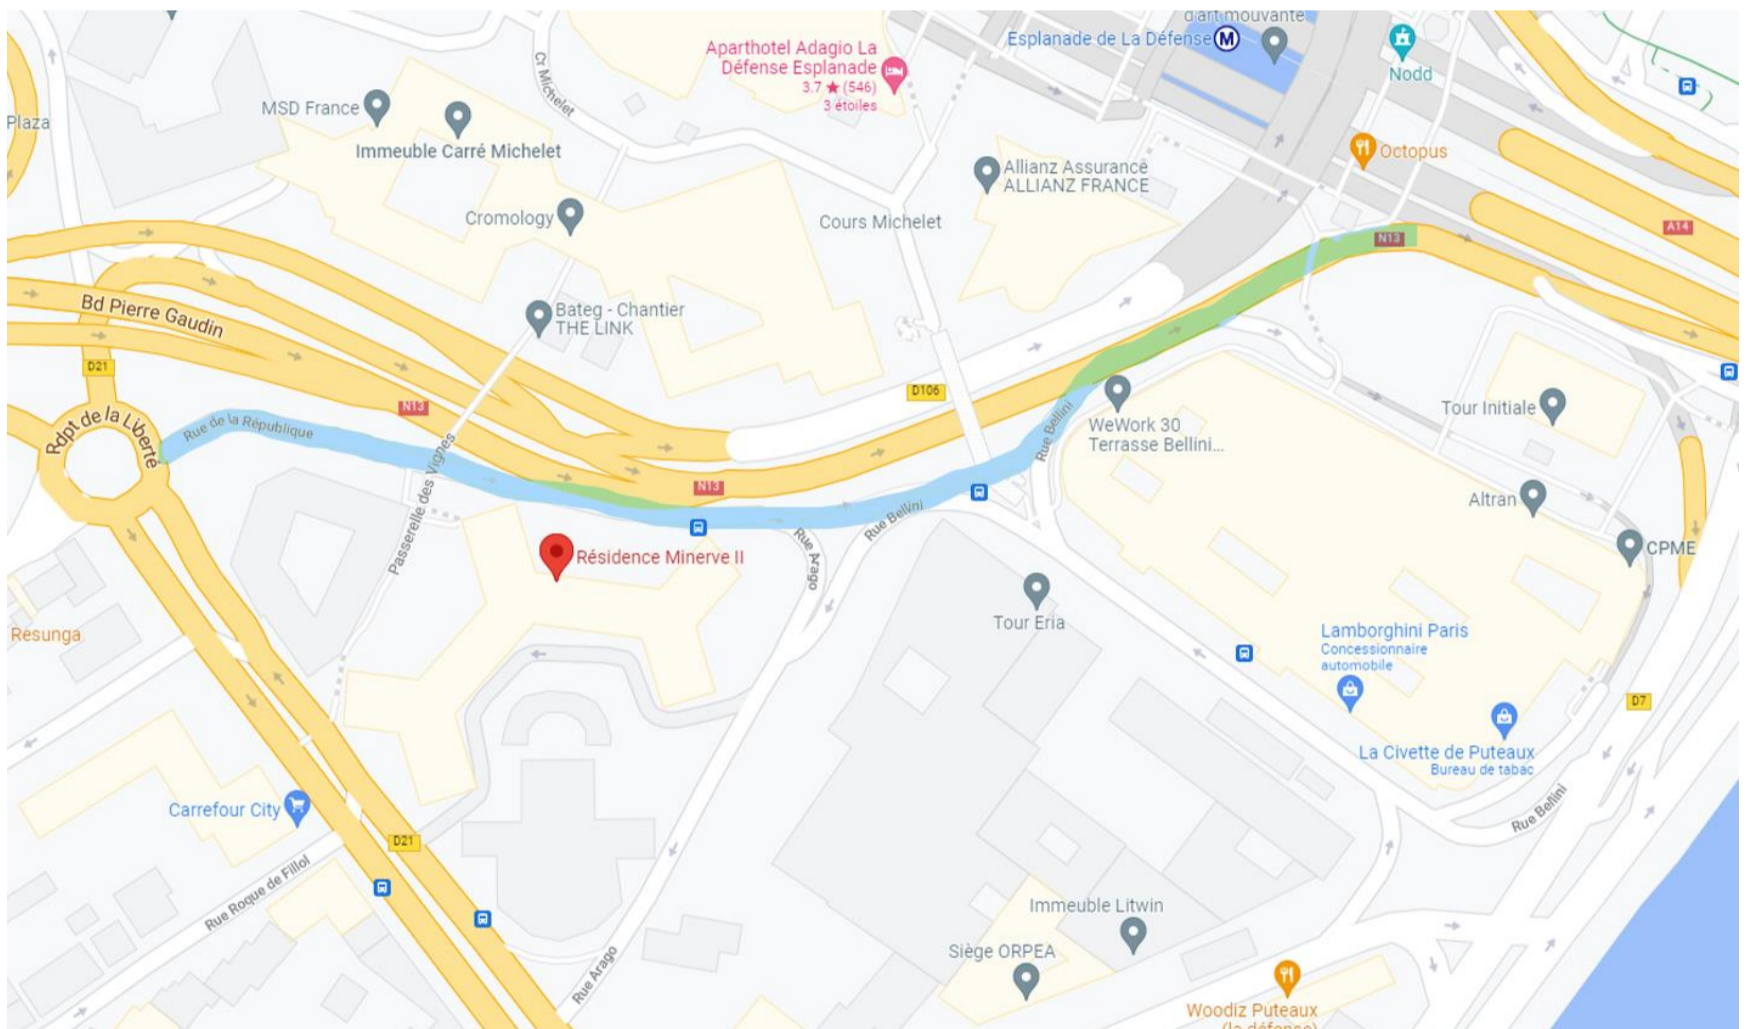 d'art mouvante
Esplanade de La Défense
M
Aparthotel Adagio La
Défense Esplanade
3.7 ★ (546)
3 étoiles
Nodd
Cr Michelet
MSD France
Plaza
Immeuble Carré Michelet
Octopus
Allianz Assurance
ALLIANZ FRANCE
Cromology
Cours Michelet
A14
N13
Bd Pierre Gaudin
Bateg - Chantier
THE LINK
D21
D106
N13
Rdpt de la Liberté
Rue de la République
Passerelle des Vignes
Rue Bellini
WeWork 30
Terrasse Bellini...
Tour Initiale
N13
Altran
Rue Bellini
Rue Arago
Résidence Minerve II
CPME
Tour Eria
Resunga
Lamborghini Paris
Concessionnaire
automobile
D7
La Civette de Puteaux
Bureau de tabac
Carrefour City
Rue Bellini
D21
Rue Roque de Fillol
Immeuble Litwin
Siège ORPEA
Rue Arago
Woodiz Puteaux
(la défense)